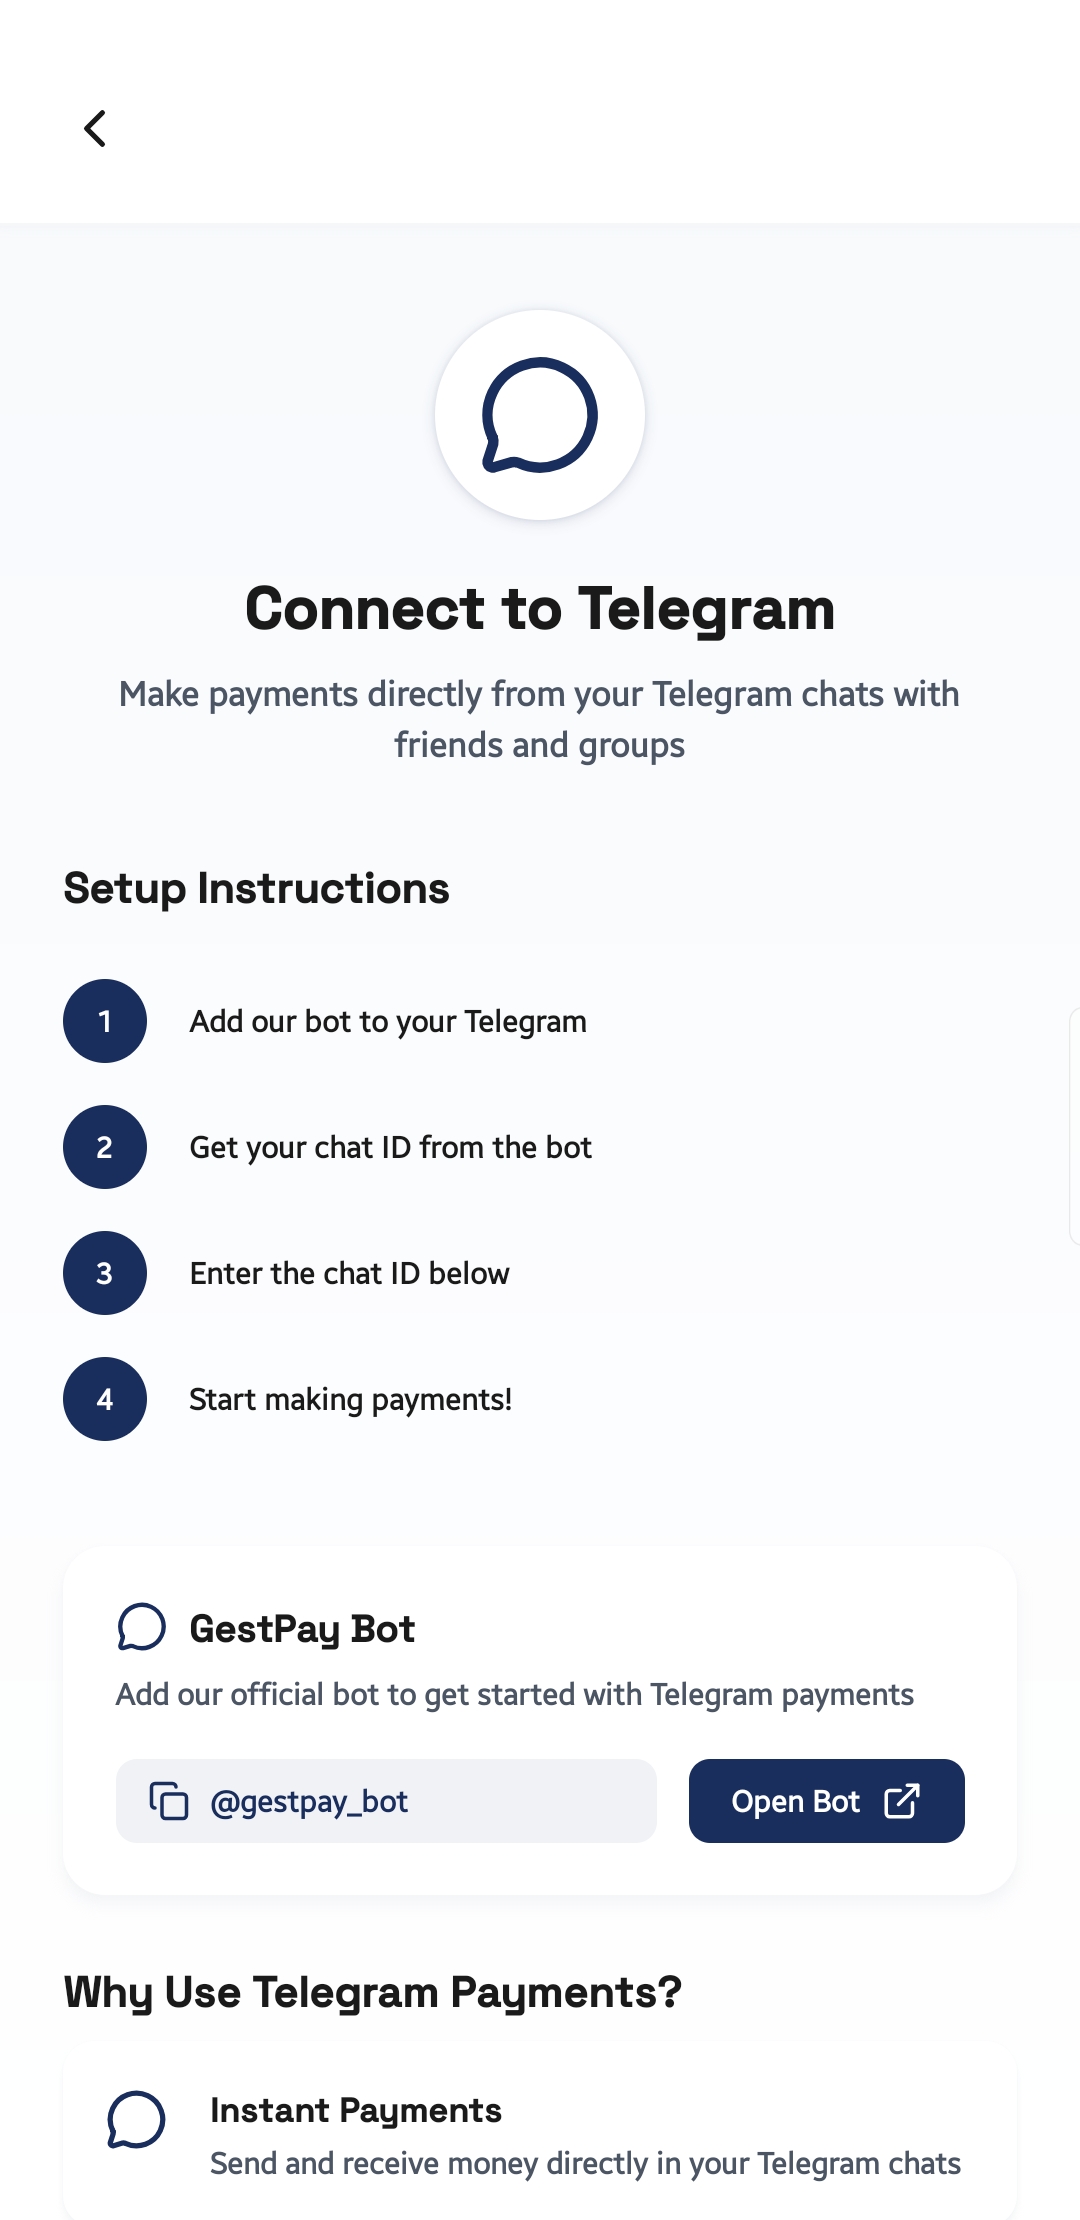 Connect to Telegram
Make payments directly from your Telegram chats with
friends and groups
Setup Instructions
1 Add our bot to your Telegram
2 Get your chat ID from the bot
3 Enter the chat ID below
4 Start making payments!
GestPay Bot
Add our official bot to get started with Telegram payments
@gestpay_bot Open Bot
Why Use Telegram Payments?
Instant Payments
Send and receive money directly in your Telegram chats